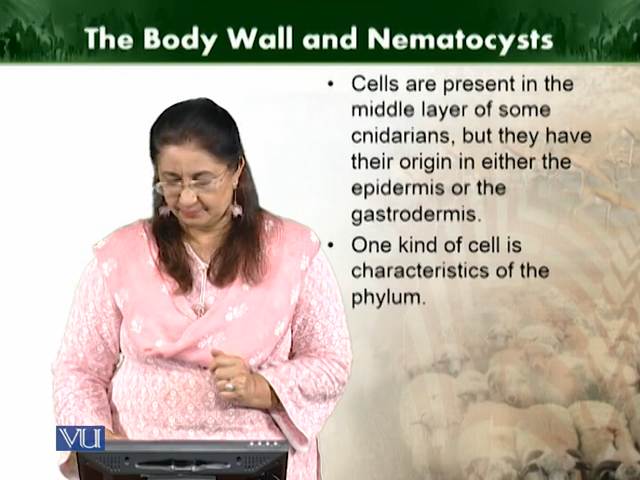 The Body Wall and Nematocysts
• Cells are present in the
middle layer of some
cnidarians, but they have
their origin in either the
epidermis or the
gastrodermis.
• One kind of cell is
characteristics of the
phylum.
VU